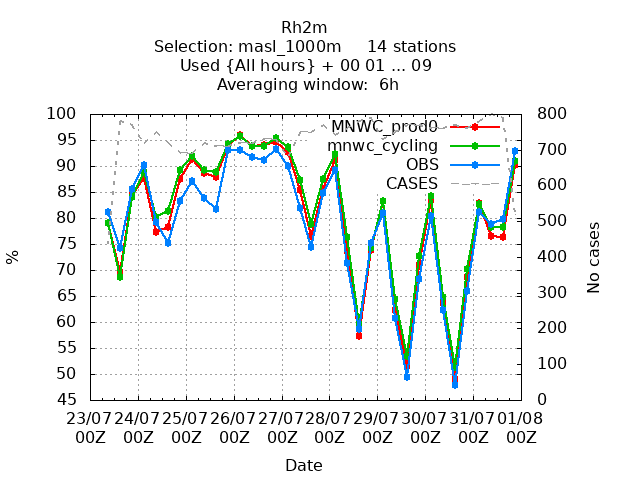 Rh2m
Selection: masl_1000m     14 stations
Used {All hours} + 00 01 ... 09
Averaging window:  6h
100
95
90
85
80
75
70
65
60
55
50
45
%
800
700
600
500
400
300
200
100
0
No cases
MNWC_prod0
mnwc_cycling
OBS
CASES
23/07 24/07 25/07 26/07 27/07 28/07 29/07 30/07 31/07 01/08
00Z 00Z 00Z 00Z 00Z 00Z 00Z 00Z 00Z 00Z
Date